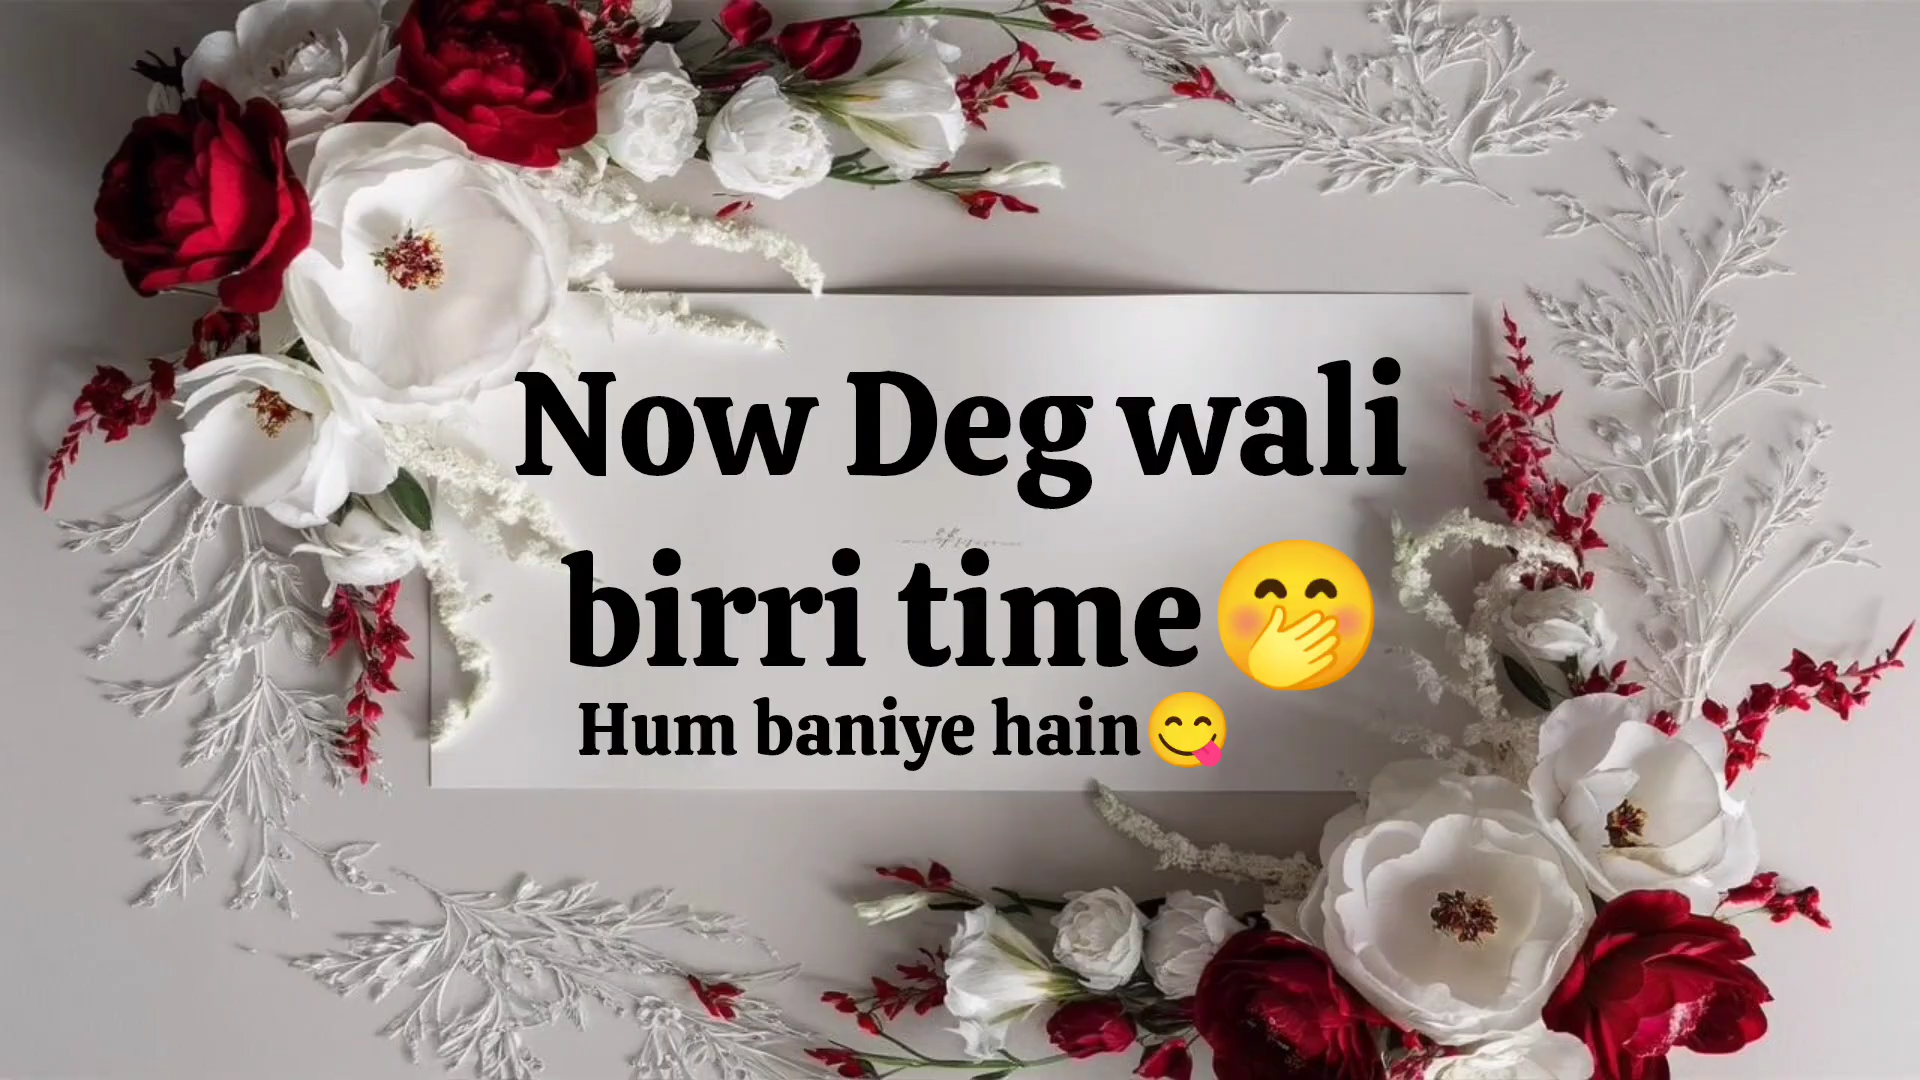 Now Deg wali
birri time🤭
Hum baniye hain😋